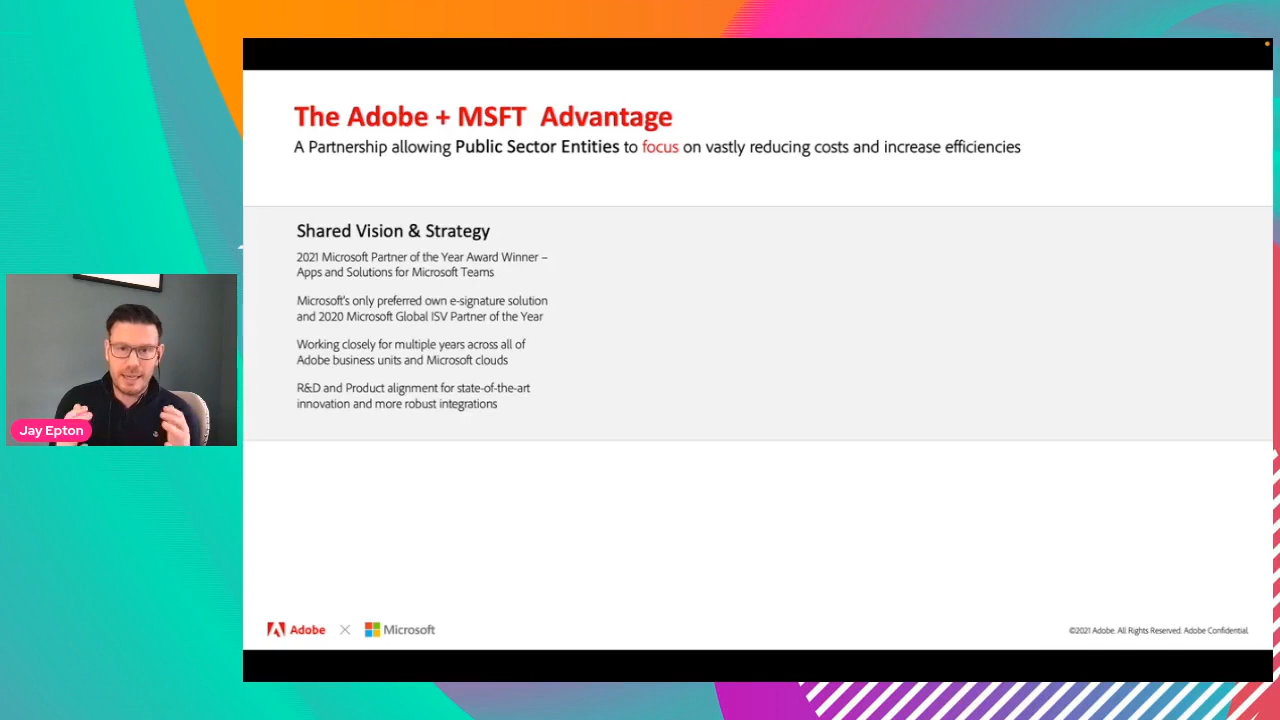 The Adobe + MSFT Advantage
A Partnership allowing Public Sector Entities to focus on vastly reducing costs and increase efficiencies
Shared Vision & Strategy
2021 Microsoft Partner of the Year Award Winner –
Apps and Solutions for Microsoft Teams
Microsoft's only preferred own e-signature solution
and 2020 Microsoft Global ISV Partner of the Year
Working closely for multiple years across all of
Adobe business units and Microsoft clouds
R&D and Product alignment for state-of-the-art
innovation and more robust integrations
Jay Epton
Adobe × Microsoft
©2021 Adobe. All Rights Reserved. Adobe Confidential.